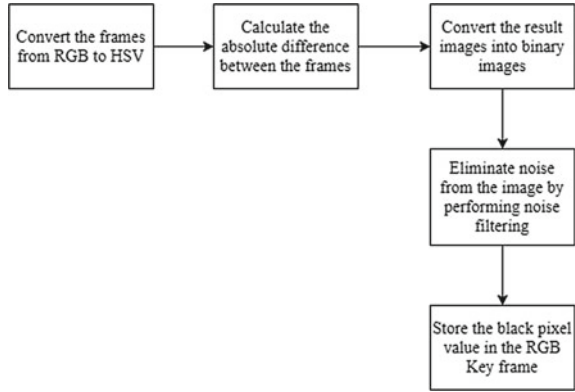 Convert the frames
from RGB to HSV
Calculate the
absolute difference
between the frames
Convert the result
images into binary
images
Eliminate noise
from the image by
performing noise
filtering
Store the black pixel
value in the RGB
Key frame